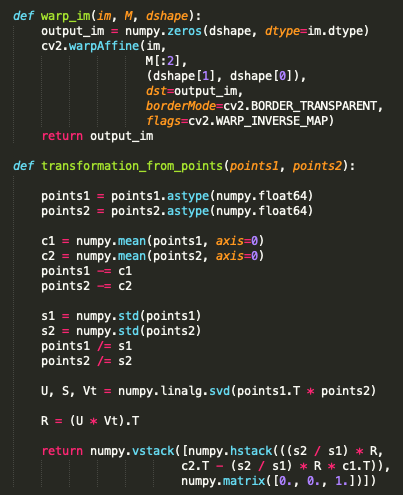 def warp_im(im, M, dshape):
    output_im = numpy.zeros(dshape, dtype=im.dtype)
    cv2.warpAffine(im,
                   M[:2],
                   (dshape[1], dshape[0]),
                   dst=output_im,
                   borderMode=cv2.BORDER_TRANSPARENT,
                   flags=cv2.WARP_INVERSE_MAP)
    return output_im

def transformation_from_points(points1, points2):

    points1 = points1.astype(numpy.float64)
    points2 = points2.astype(numpy.float64)

    c1 = numpy.mean(points1, axis=0)
    c2 = numpy.mean(points2, axis=0)
    points1 -= c1
    points2 -= c2

    s1 = numpy.std(points1)
    s2 = numpy.std(points2)
    points1 /= s1
    points2 /= s2

    U, S, Vt = numpy.linalg.svd(points1.T * points2)

    R = (U * Vt).T

    return numpy.vstack([numpy.hstack(((s2 / s1) * R,
                        c2.T - (s2 / s1) * R * c1.T)),
                        numpy.matrix([0., 0., 1.])])